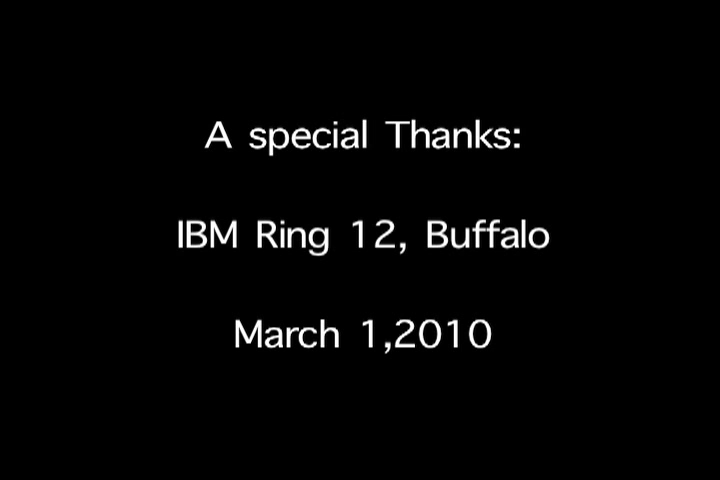 A special Thanks:
IBM Ring 12, Buffalo
March 1,2010